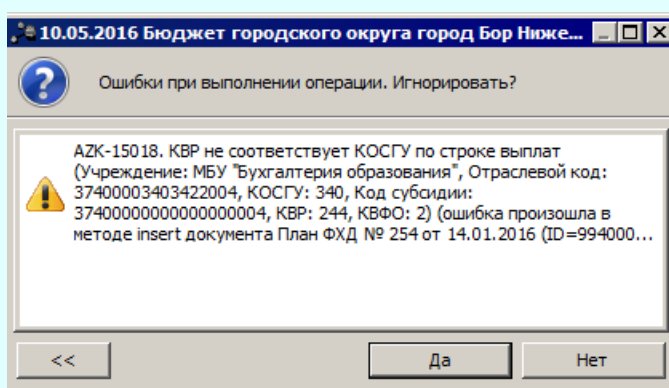 10.05.2016 Бюджет городского округа город Бор Ниже...
Ошибки при выполнении операции. Игнорировать?
AZK-15018. КВР не соответствует КОСГУ по строке выплат
(Учреждение: МБУ "Бухгалтерия образования", Отраслевой код:
37400003403422004, КОСГУ: 340, Код субсидии:
37400000000000000004, КВР: 244, КВФО: 2) (ошибка произошла в
методе insert документа План ФХД № 254 от 14.01.2016 (ID=994000...
<< Да Нет